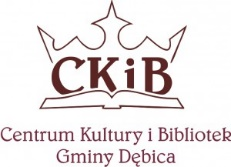 CKiB
Centrum Kultury i Bibliotek
Gminy Dębica